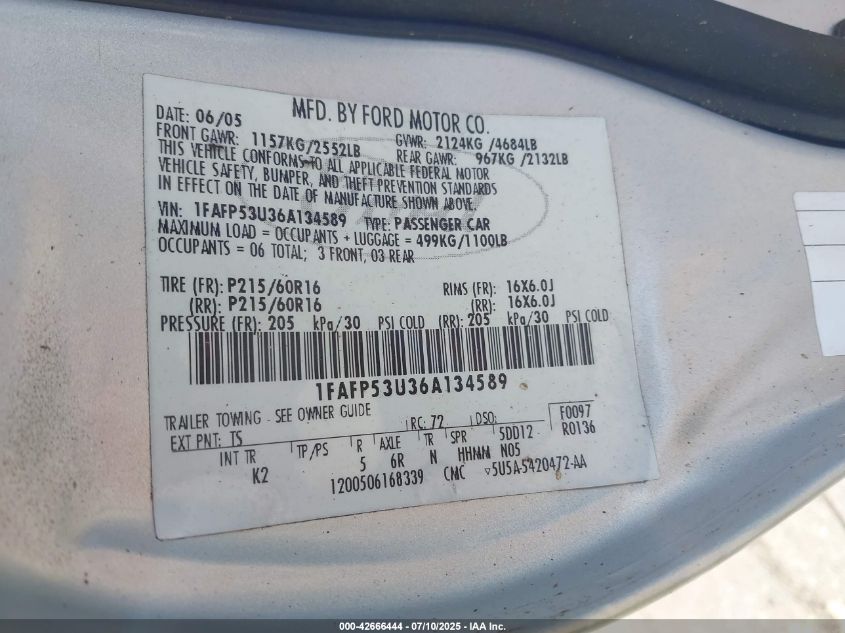 MFD. BY FORD MOTOR CO.
DATE: 06/05
FRONT GAWR: 1157KG/2552LB GVWR: 2124KG /4684LB
REAR GAWR: 967KG /2132LB
THIS VEHICLE CONFORMS TO ALL APPLICABLE FEDERAL MOTOR
VEHICLE SAFETY, BUMPER, AND THEFT PREVENTION STANDARDS
IN EFFECT ON THE DATE OF MANUFACTURE SHOWN ABOVE.
VIN: 1FAFP53U36A134589 TYPE: PASSENGER CAR
MAXIMUM LOAD = OCCUPANTS + LUGGAGE = 499KG/1100LB
OCCUPANTS = 06 TOTAL; 3 FRONT, 03 REAR
TIRE (FR): P215/60R16 RIMS (FR): 16X6.0J
(RR): P215/60R16 (RR): 16X6.0J
PRESSURE (FR): 205 kPa/30 PSI COLD (RR): 205 kPa/30 PSI COLD
1FAFP53U36A134589
TRAILER TOWING - SEE OWNER GUIDE
EXT PNT: TS RC: 72 DSO: F0097
R0136
INT TR TP/PS R AXLE TR SPR 5DD12
K2 5 6R N HHMM N05
1200506168339 CMC ▽5U5A-5420472-AA
000-42666444 - 07/10/2025 - IAA Inc.